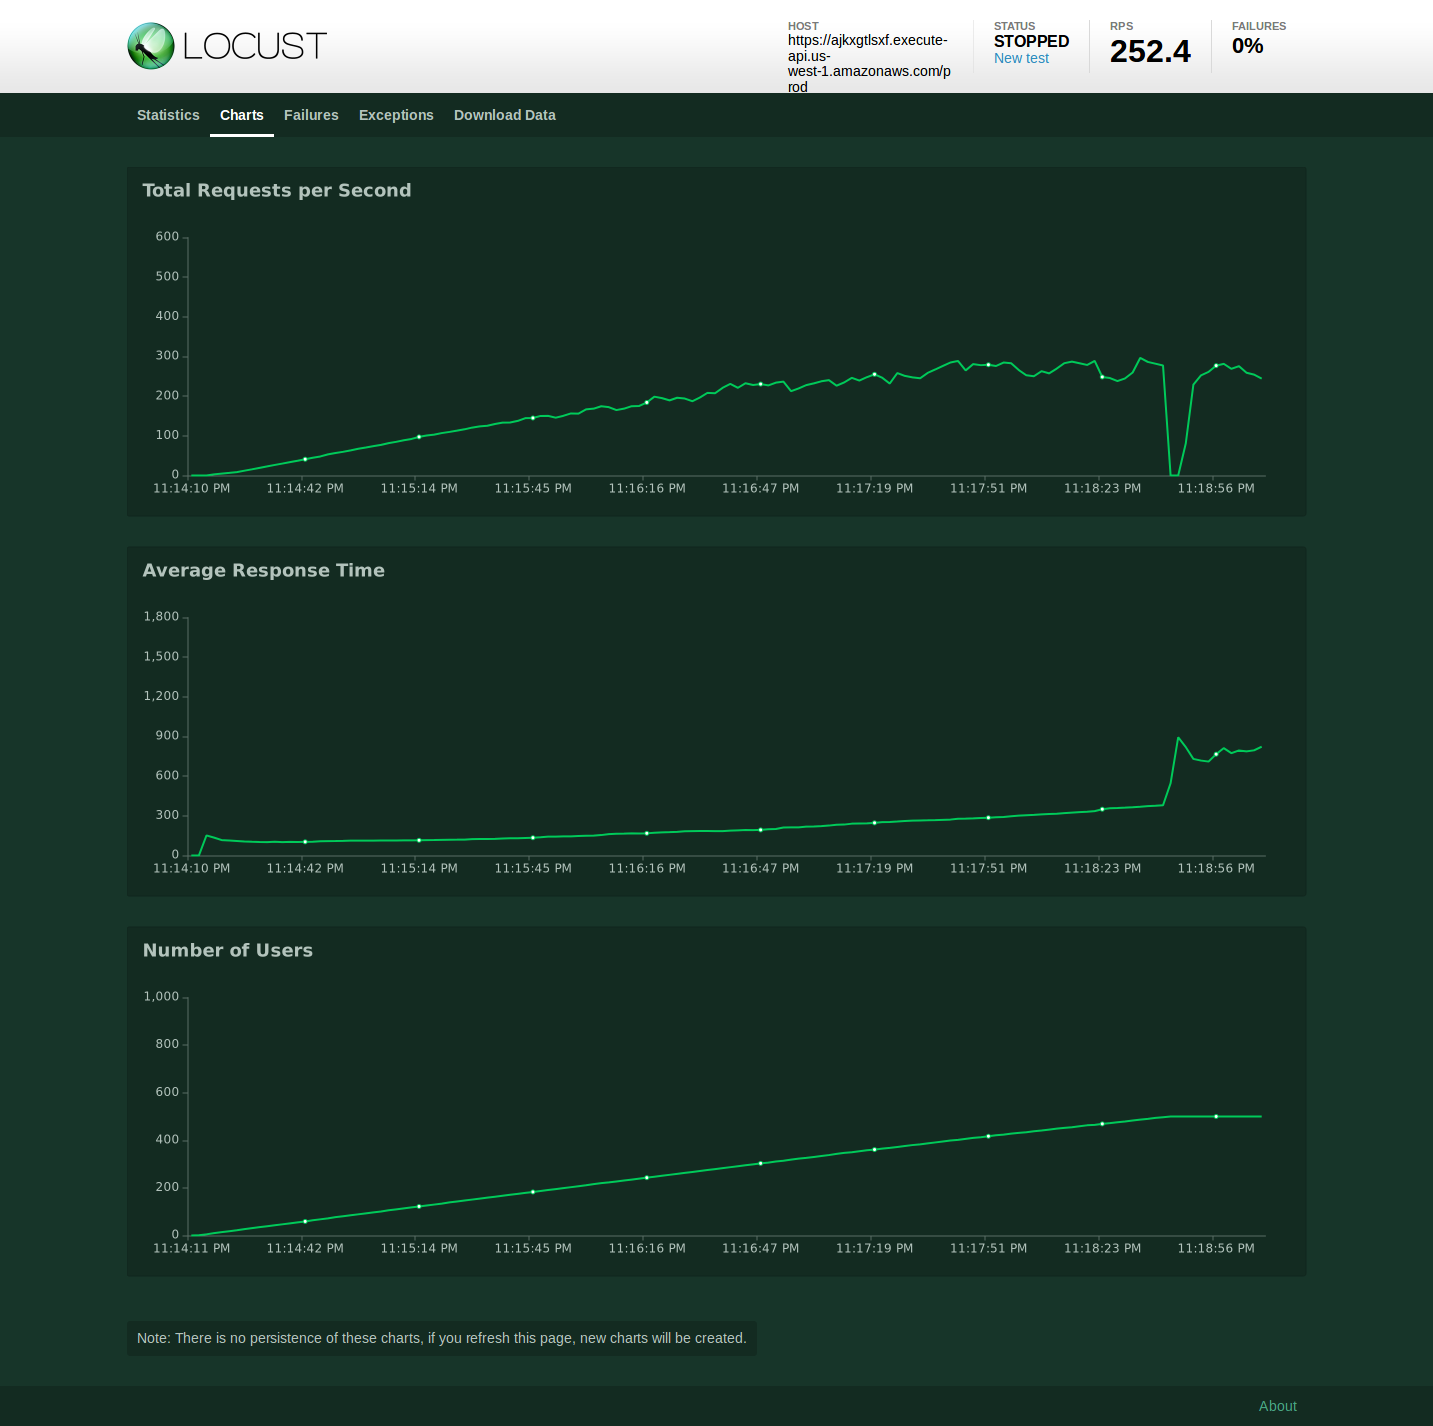 LOCUST
HOST
https://ajkxgtlsxf.execute-
api.us-
west-1.amazonaws.com/p
rod
STATUS
STOPPED
New test
RPS
252.4
FAILURES
0%
Statistics Charts Failures Exceptions Download Data
Total Requests per Second
600
500
400
300
200
100
0
11:14:10 PM 11:14:42 PM 11:15:14 PM 11:15:45 PM 11:16:16 PM 11:16:47 PM 11:17:19 PM 11:17:51 PM 11:18:23 PM 11:18:56 PM
Average Response Time
1,800
1,500
1,200
900
600
300
0
11:14:10 PM 11:14:42 PM 11:15:14 PM 11:15:45 PM 11:16:16 PM 11:16:47 PM 11:17:19 PM 11:17:51 PM 11:18:23 PM 11:18:56 PM
Number of Users
1,000
800
600
400
200
0
11:14:11 PM 11:14:42 PM 11:15:14 PM 11:15:45 PM 11:16:16 PM 11:16:47 PM 11:17:19 PM 11:17:51 PM 11:18:23 PM 11:18:56 PM
Note: There is no persistence of these charts, if you refresh this page, new charts will be created.
About